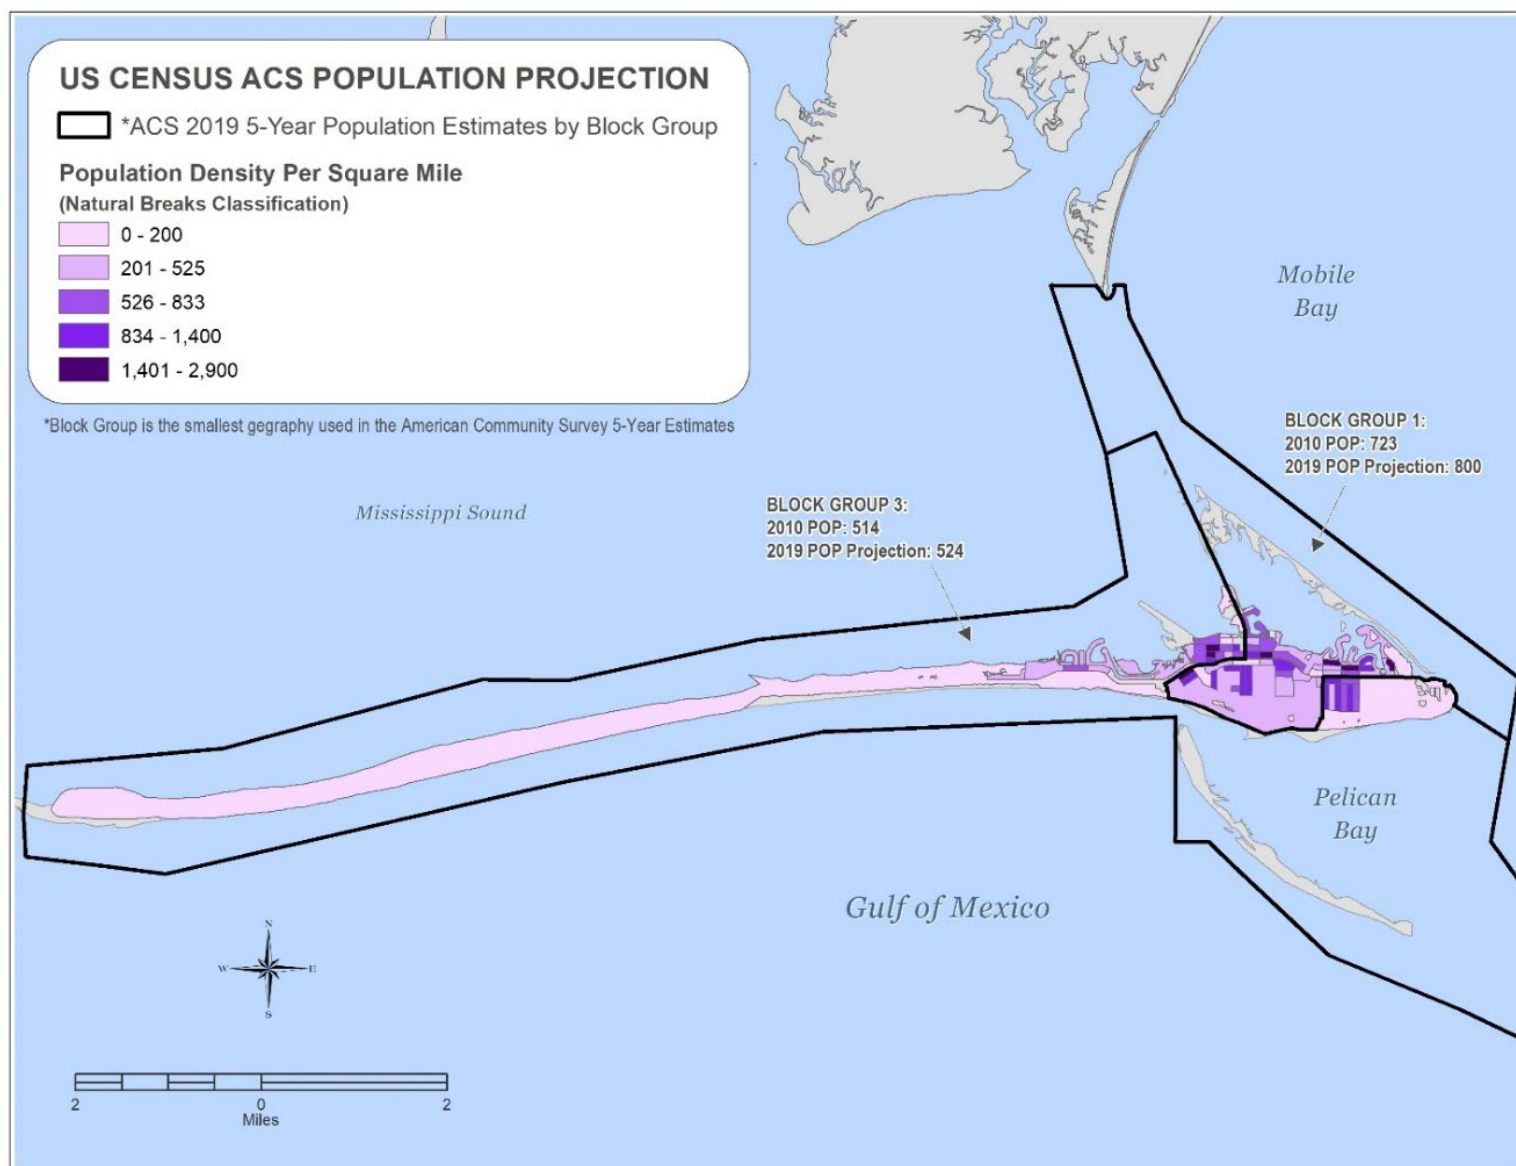 US CENSUS ACS POPULATION PROJECTION
*ACS 2019 5-Year Population Estimates by Block Group
Population Density Per Square Mile
(Natural Breaks Classification)
0 - 200
201 - 525
526 - 833
834 - 1,400
1,401 - 2,900
*Block Group is the smallest gegraphy used in the American Community Survey 5-Year Estimates
Mobile
Bay
BLOCK GROUP 1:
2010 POP: 723
2019 POP Projection: 800
Mississippi Sound
BLOCK GROUP 3:
2010 POP: 514
2019 POP Projection: 524
Pelican
Bay
Gulf of Mexico
N
W E
S
2 0 2
Miles